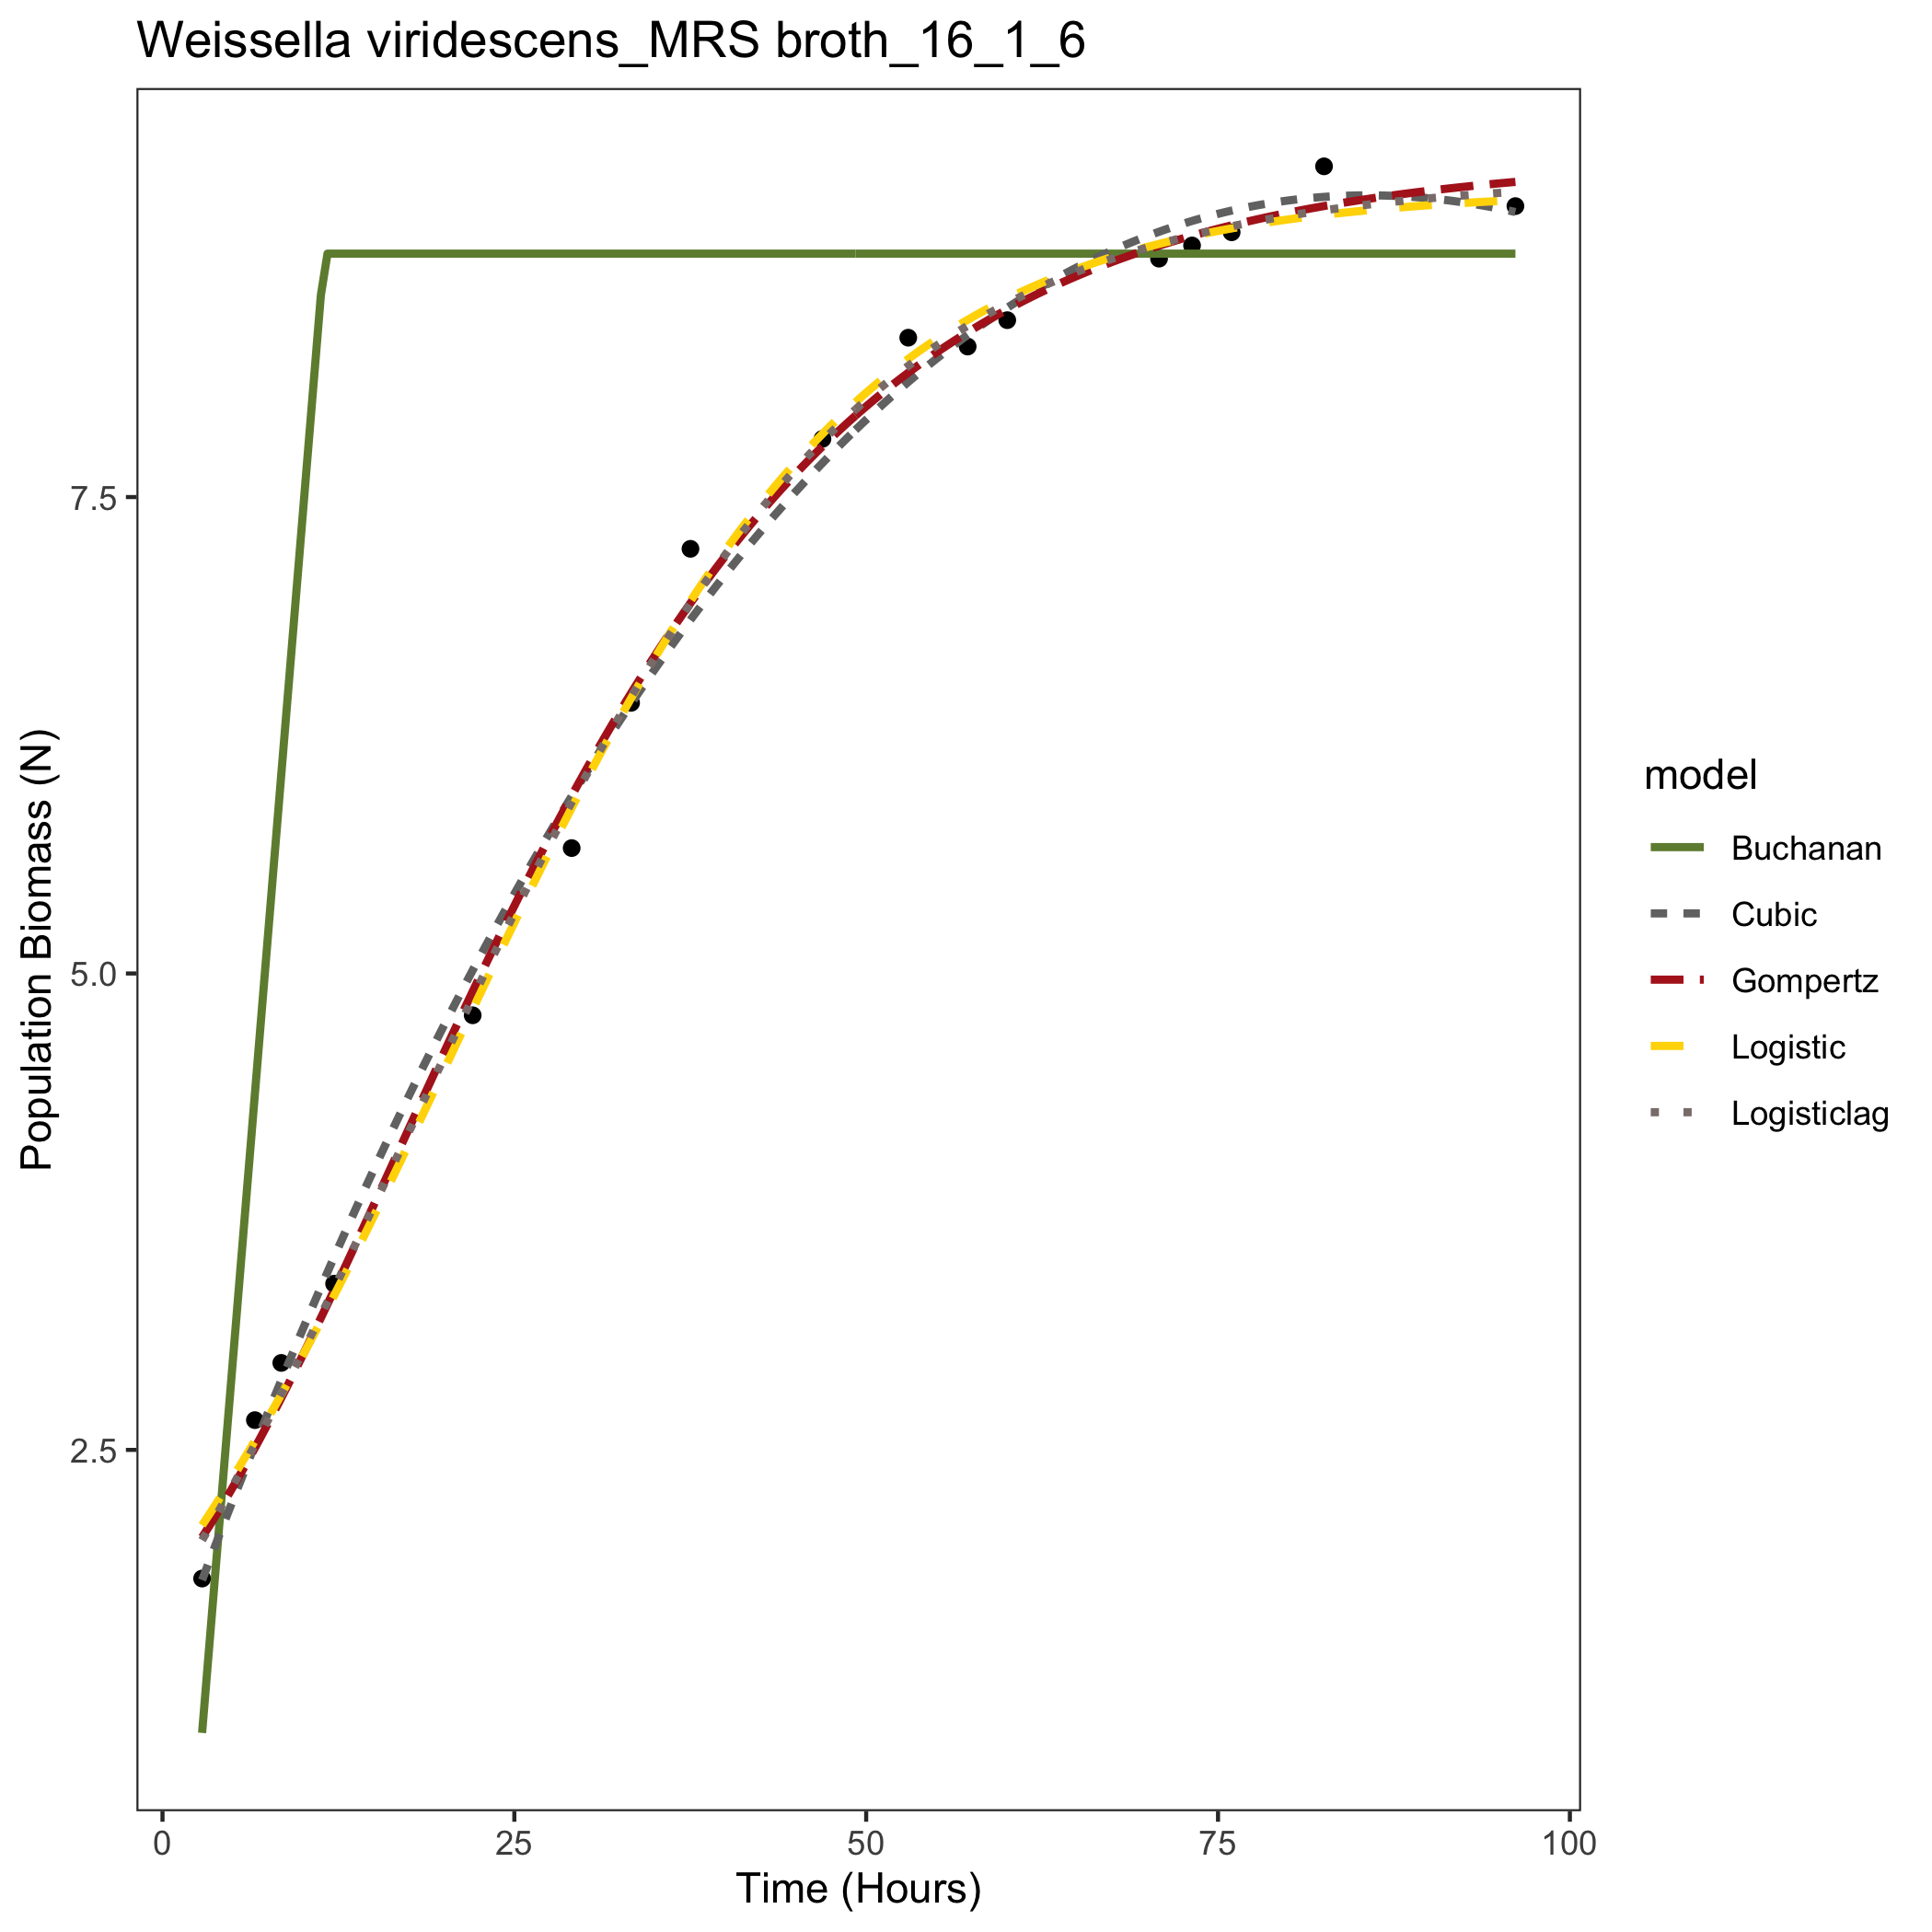 Weissella viridescens_MRS broth_16_1_6
Population Biomass (N)
7.5
5.0
2.5
0 25 50 75 100
Time (Hours)
model
Buchanan
Cubic
Gompertz
Logistic
Logisticlag